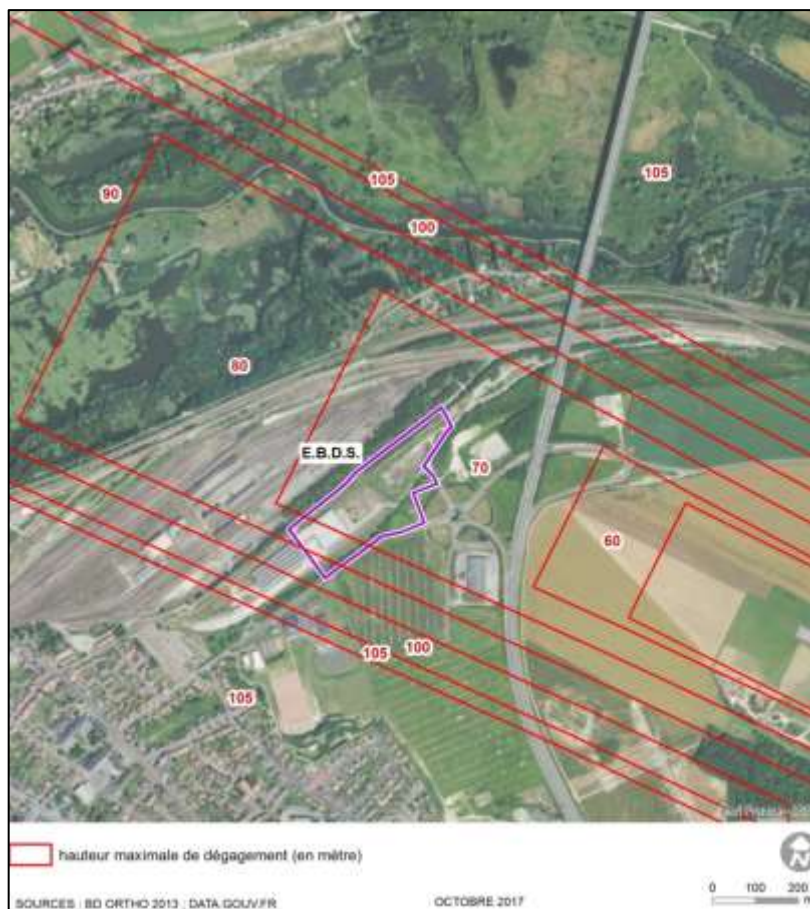 105
105
90
100
80
E.B.D.S.
70
60
100
105
105
hauteur maximale de dégagement (en mètre)
N
0 100 200
SOURCES : BD ORTHO 2013 ; DATA.GOUV.FR
OCTOBRE 2017